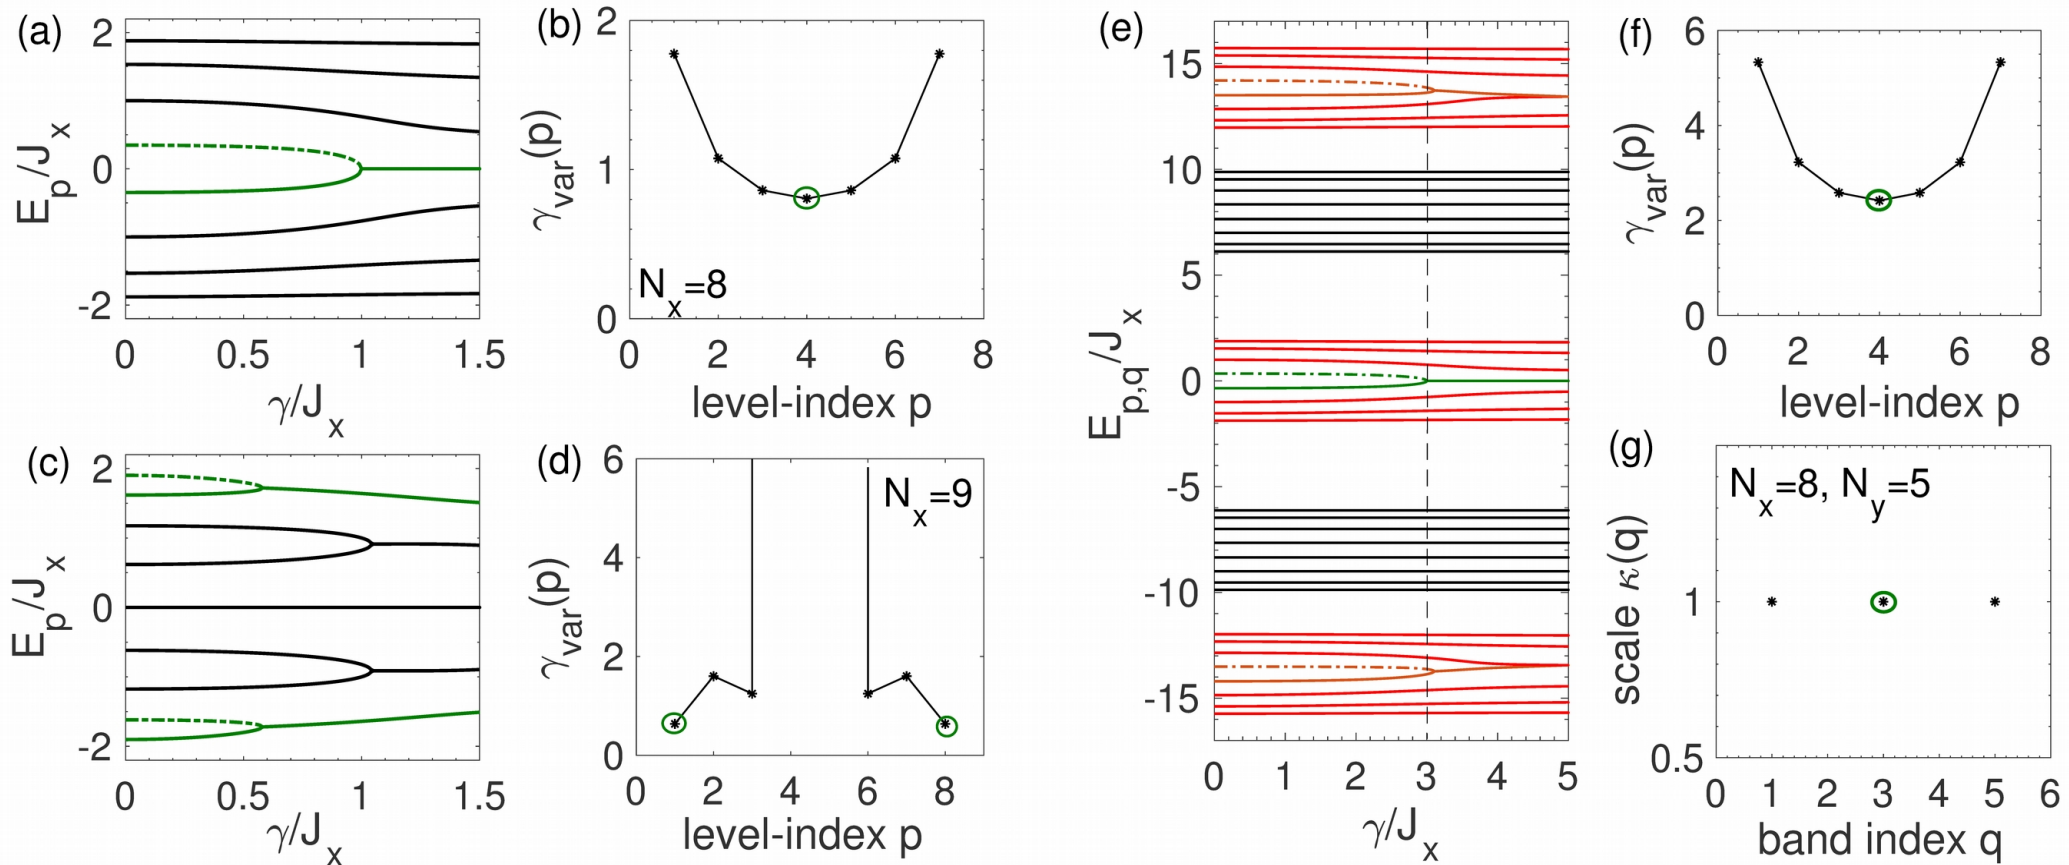 (a)
2
0
-2
E_p/J_x
0
0.5
1
1.5
γ/J_x
(b)
2
1
0
γ_var(p)
N_x=8
0
2
4
6
8
level-index p
(c)
2
0
-2
E_p/J_x
0
0.5
1
1.5
γ/J_x
(d)
6
4
2
0
γ_var(p)
N_x=9
0
2
4
6
8
level-index p
(e)
15
10
5
0
-5
-10
-15
E_p,q/J_x
0
1
2
3
4
5
γ/J_x
(f)
6
4
2
0
γ_var(p)
0
2
4
6
8
level-index p
(g)
N_x=8, N_y=5
1
0.5
scale κ(q)
0
1
2
3
4
5
6
band index q